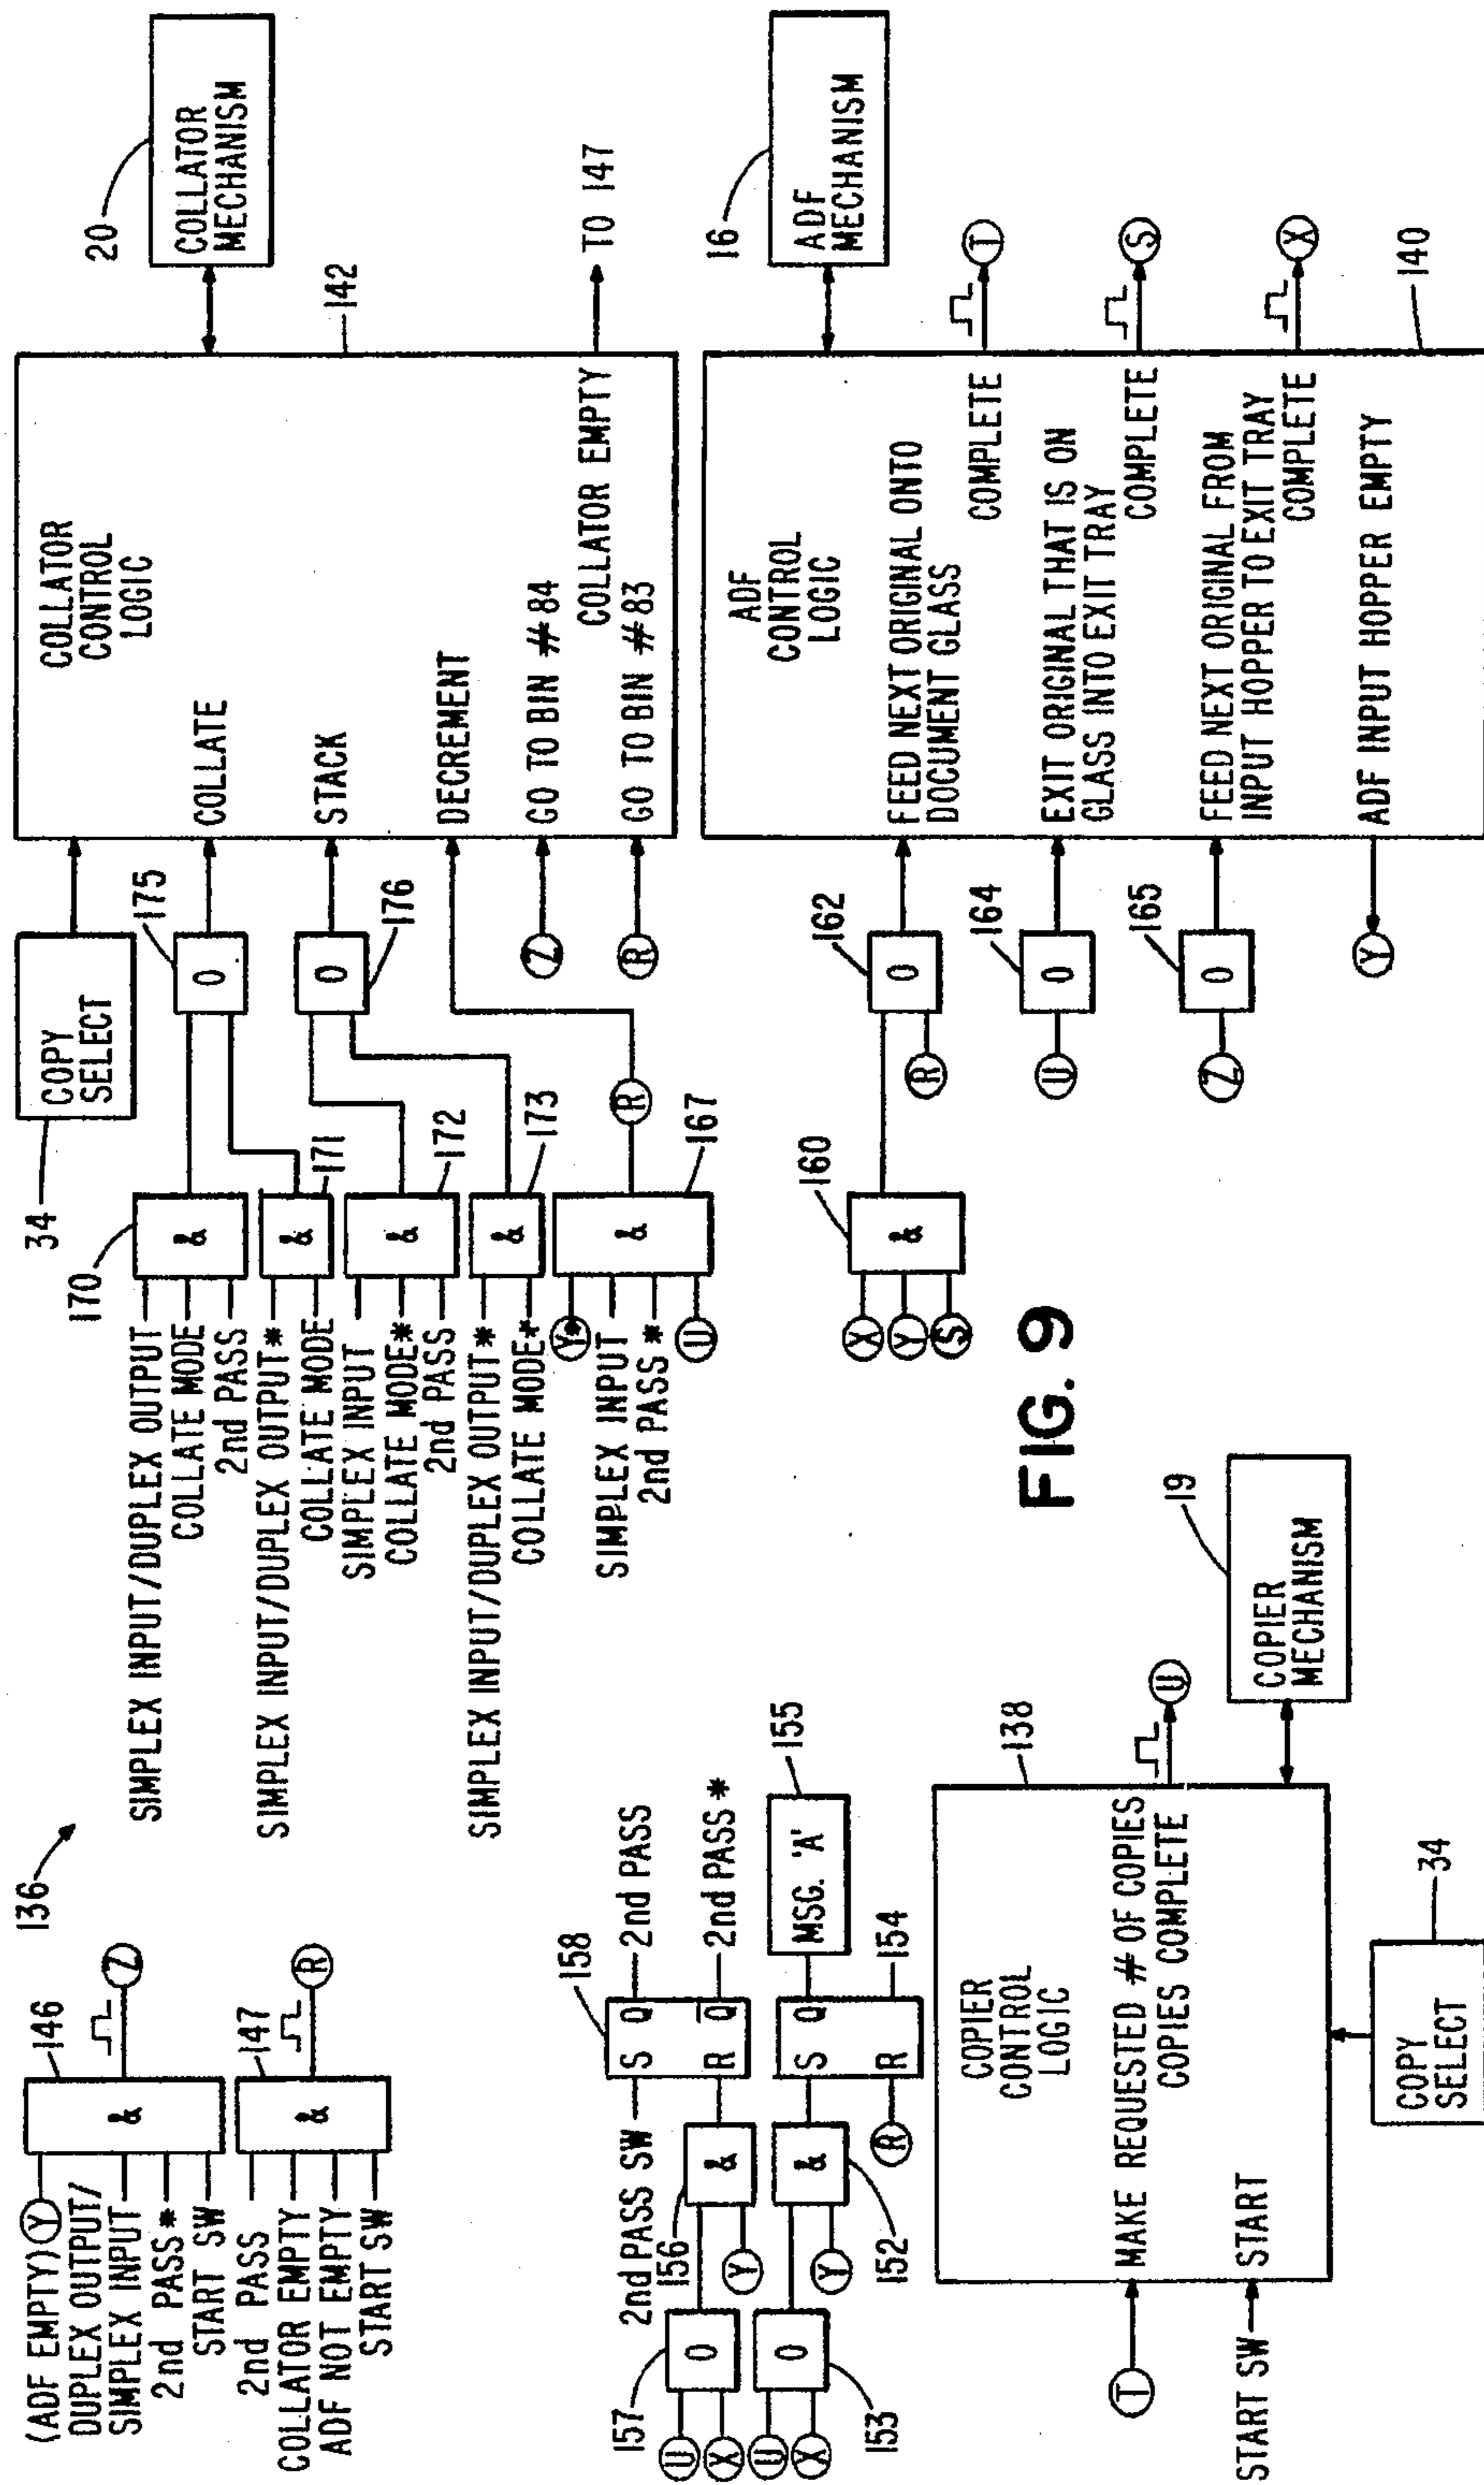 136
(ADF EMPTY) Y
DUPLEX OUTPUT/
SIMPLEX INPUT
2nd PASS*
START SW
146
&
Z
2nd PASS
COLLECTOR EMPTY
ADF NOT EMPTY
START SW
147
&
R
SIMPLEX INPUT/DUPLEX OUTPUT
COLLATE MODE
2nd PASS
170
&
SIMPLEX INPUT/DUPLEX OUTPUT*
COLLATE MODE
&
171
SIMPLEX INPUT
COLLATE MODE*
2nd PASS
&
172
SIMPLEX INPUT/DUPLEX OUTPUT*
COLLATE MODE*
&
173
Y*
SIMPLEX INPUT
2nd PASS*
U
&
167
R
34
COPY
SELECT
O
175
O
176
Z
R
COLLATOR
CONTROL
LOGIC
COLLATE
STACK
DECREMENT
GO TO BIN #84
COLLATOR EMPTY
GO TO BIN #83
142
TO 147
20
COLLATOR
MECHANISM
2nd PASS SW
156
157
O
U
X
&
Y
S Q
R Q
158
2nd PASS
2nd PASS*
153
O
U
X
&
Y
152
S Q
R
R
154
MSG. 'A'
155
X
Y
S
160
&
162
O
R
164
O
U
165
O
Z
ADF
CONTROL
LOGIC
FEED NEXT ORIGINAL ONTO
DOCUMENT GLASS
COMPLETE
T
EXIT ORIGINAL THAT IS ON
GLASS INTO EXIT TRAY
COMPLETE
S
FEED NEXT ORIGINAL FROM
INPUT HOPPER TO EXIT TRAY
COMPLETE
X
ADF INPUT HOPPER EMPTY
Y
140
16
ADF
MECHANISM
T
START SW
COPIER
CONTROL
LOGIC
MAKE REQUESTED # OF COPIES
COPIES COMPLETE
START
138
U
19
COPIER
MECHANISM
34
COPY
SELECT
FIG. 9